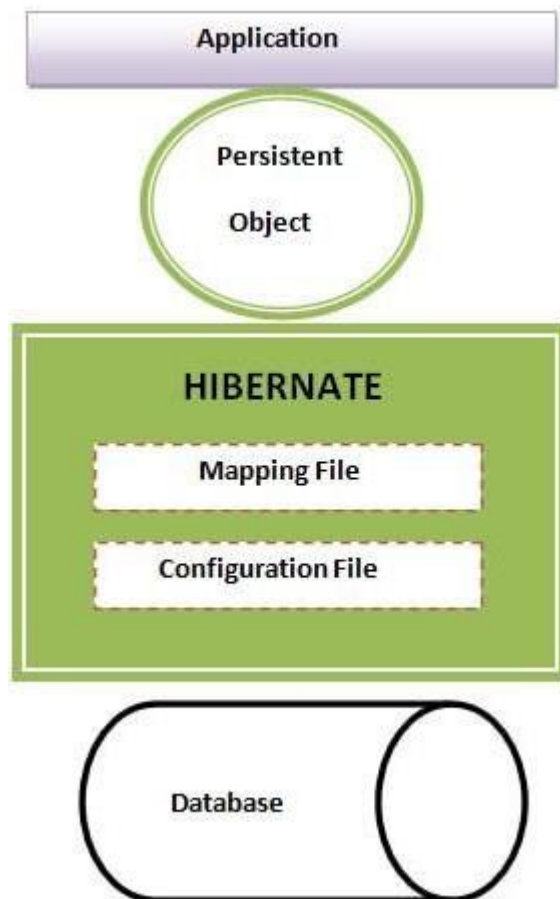 Application
Persistent
Object
HIBERNATE
Mapping File
Configuration File
Database